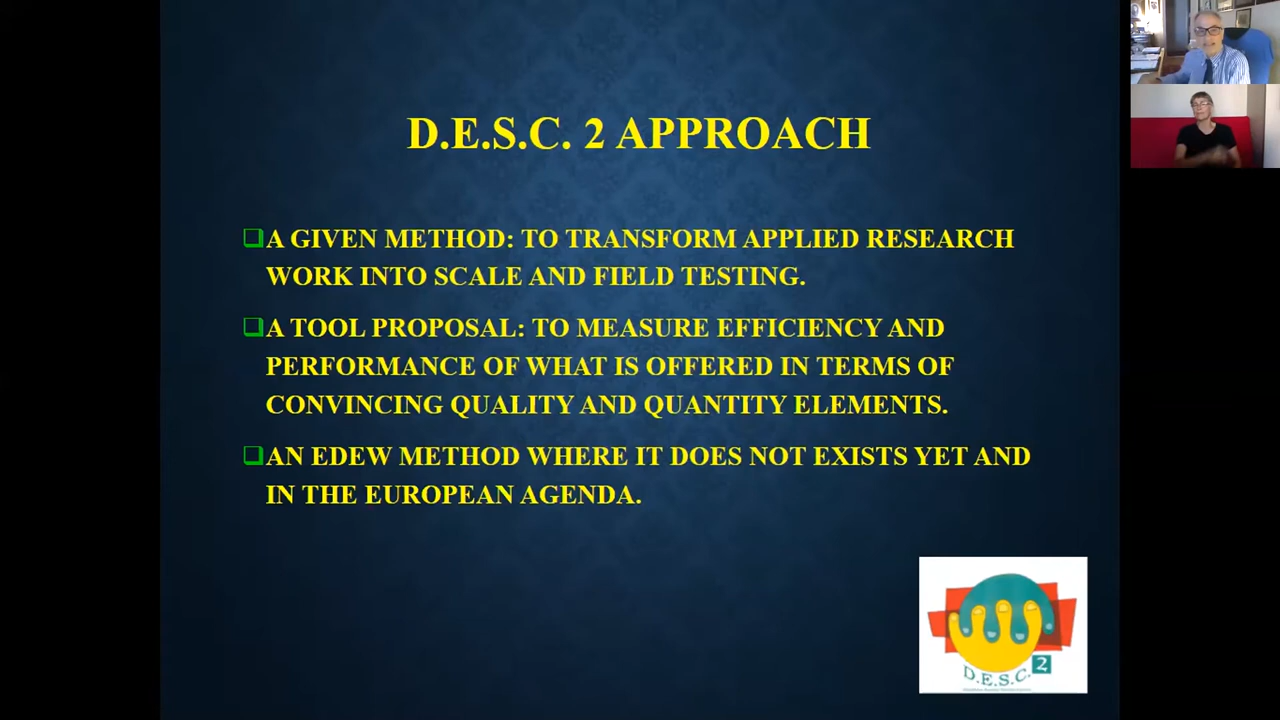 D.E.S.C. 2 APPROACH
A GIVEN METHOD: TO TRANSFORM APPLIED RESEARCH
WORK INTO SCALE AND FIELD TESTING.
A TOOL PROPOSAL: TO MEASURE EFFICIENCY AND
PERFORMANCE OF WHAT IS OFFERED IN TERMS OF
CONVINCING QUALITY AND QUANTITY ELEMENTS.
AN EDEW METHOD WHERE IT DOES NOT EXISTS YET AND
IN THE EUROPEAN AGENDA.
D.E.S.C. 2